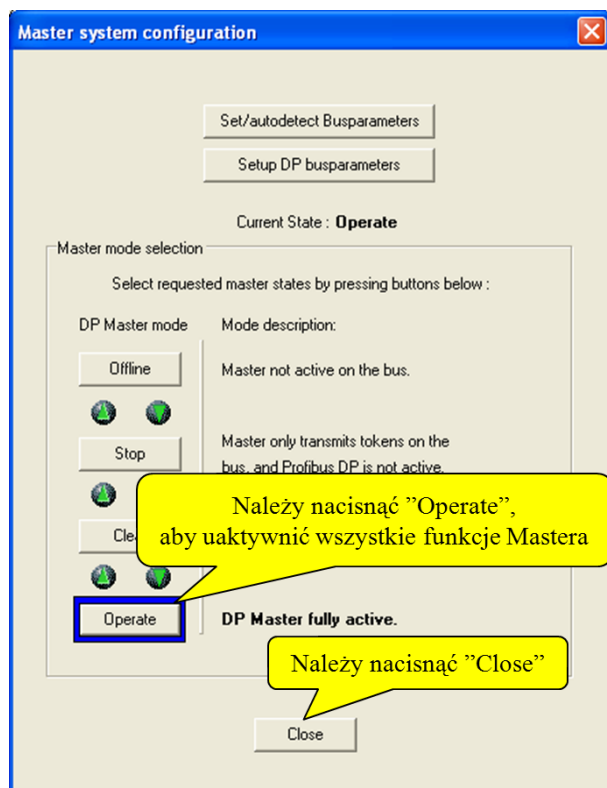 Master system configuration
Set/autodetect Busparameters
Setup DP busparameters
Current State : Operate
Master mode selection
Select requested master states by pressing buttons below :
DP Master mode Mode description:
Offline Master not active on the bus.
Stop Master only transmits tokens on the
bus, and Profibus DP is not active.
Należy nacisnąć ”Operate”,
aby uaktywnić wszystkie funkcje Mastera
Operate DP Master fully active.
Należy nacisnąć ”Close”
Close